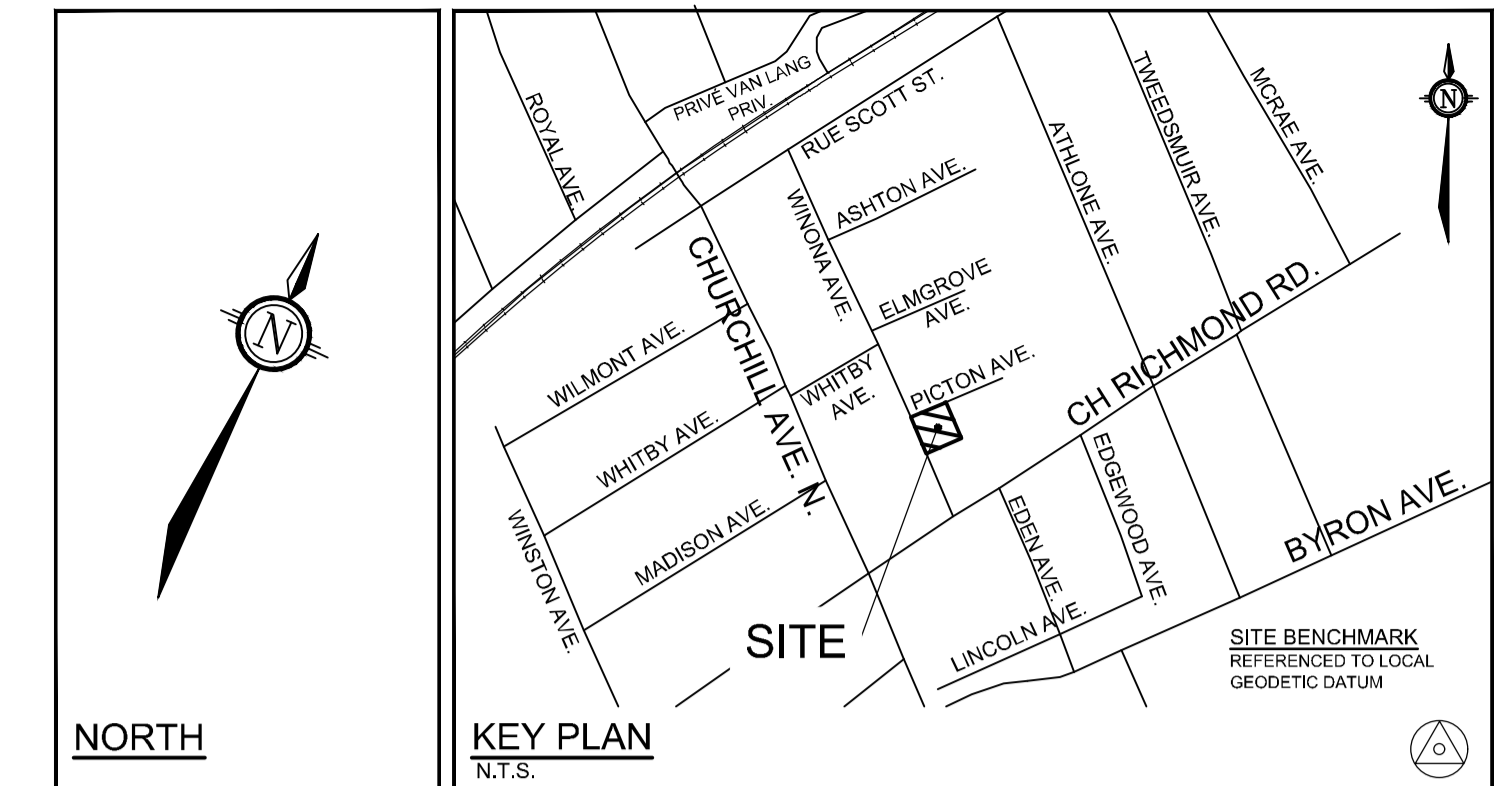 N
NORTH
ROYAL AVE.
PRIVÉ VAN LANG
PRIV.
RUE SCOTT ST.
ASHTON AVE.
WINONA AVE.
ELMGROVE
AVE.
ATHLONE AVE.
TWEEDSMUIR AVE.
MCRAE AVE.
N
CHURCHILL AVE. N.
WILMONT AVE.
WHITBY
AVE.
PICTON AVE.
CH RICHMOND RD.
WHITBY AVE.
MADISON AVE.
WINSTON AVE.
EDEN AVE.
EDGEWOOD AVE.
BYRON AVE.
LINCOLN AVE.
SITE
SITE BENCHMARK
REFERENCED TO LOCAL
GEODETIC DATUM
KEY PLAN
N.T.S.